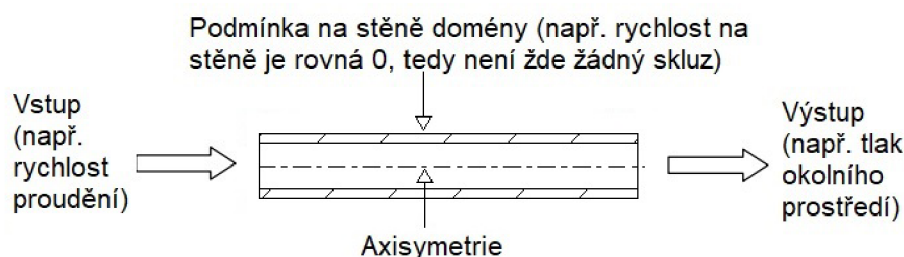 Podmínka na stěně domény (např. rychlost na
stěně je rovná 0, tedy není žde žádný skluz)
Vstup
(např.
rychlost
proudění)
Výstup
(např. tlak
okolního
prostředí)
Axisymetrie